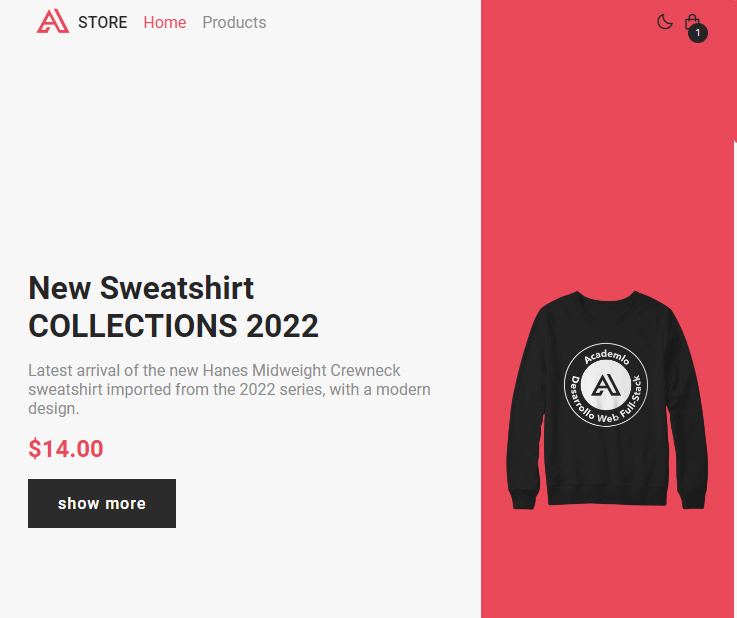 STORE Home Products
1
New Sweatshirt
COLLECTIONS 2022
Latest arrival of the new Hanes Midweight Crewneck
sweatshirt imported from the 2022 series, with a modern
design.
$14.00
show more
Academlo
Desarrollo Web Full-Stack